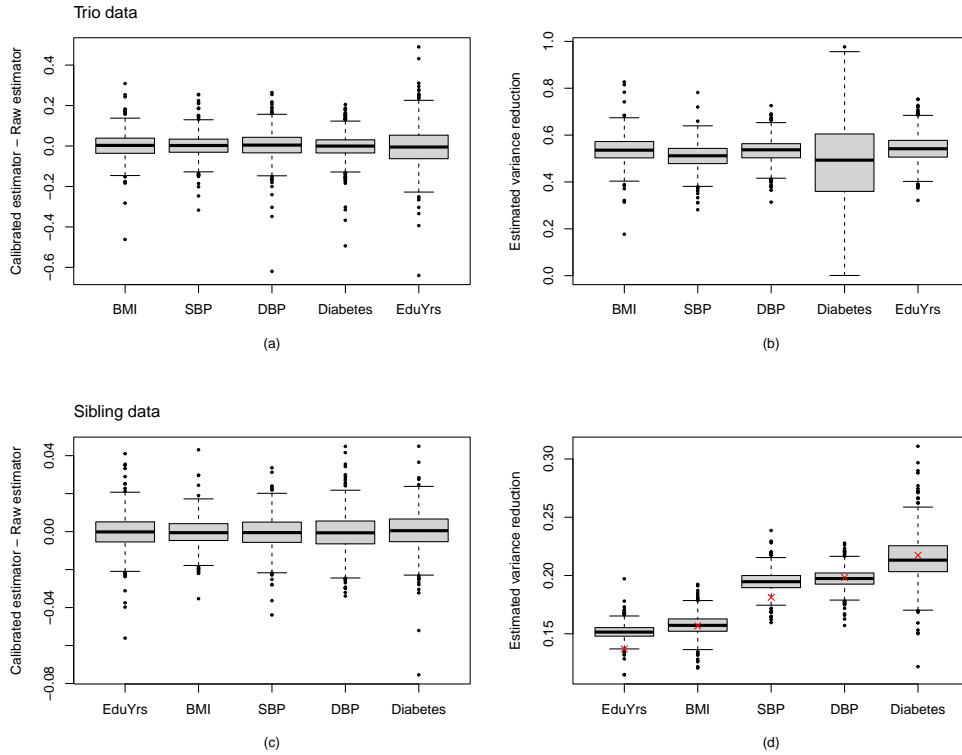 Trio data
Calibrated estimator − Raw estimator
0.4
0.2
0.0
−0.2
−0.4
−0.6
BMI SBP DBP Diabetes EduYrs
(a)
Estimated variance reduction
1.0
0.8
0.6
0.4
0.2
0.0
BMI SBP DBP Diabetes EduYrs
(b)
Sibling data
Calibrated estimator − Raw estimator
0.04
0.00
−0.04
−0.08
EduYrs BMI SBP DBP Diabetes
(c)
Estimated variance reduction
0.30
0.25
0.20
0.15
EduYrs BMI SBP DBP Diabetes
(d)